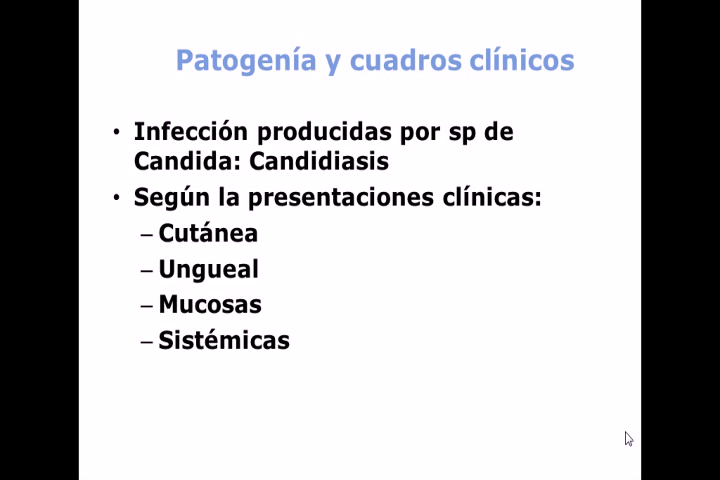 Patogenía y cuadros clínicos
• Infección producidas por sp de
Candida: Candidiasis
• Según la presentaciones clínicas:
– Cutánea
– Ungueal
– Mucosas
– Sistémicas